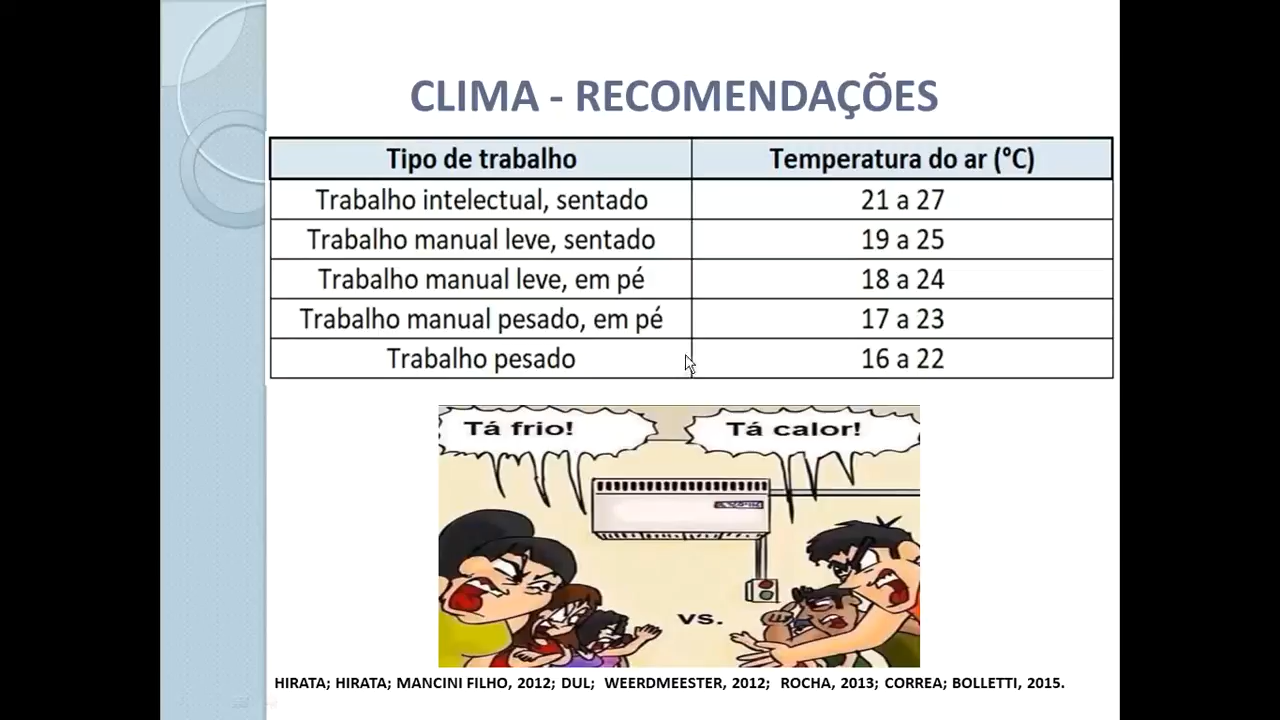 CLIMA - RECOMENDAÇÕES
Tipo de trabalho Temperatura do ar (°C)
Trabalho intelectual, sentado 21 a 27
Trabalho manual leve, sentado 19 a 25
Trabalho manual leve, em pé 18 a 24
Trabalho manual pesado, em pé 17 a 23
Trabalho pesado 16 a 22
Tá frio! Tá calor!
vs.
HIRATA; HIRATA; MANCINI FILHO, 2012; DUL; WEERDMEESTER, 2012; ROCHA, 2013; CORREA; BOLLETTI, 2015.